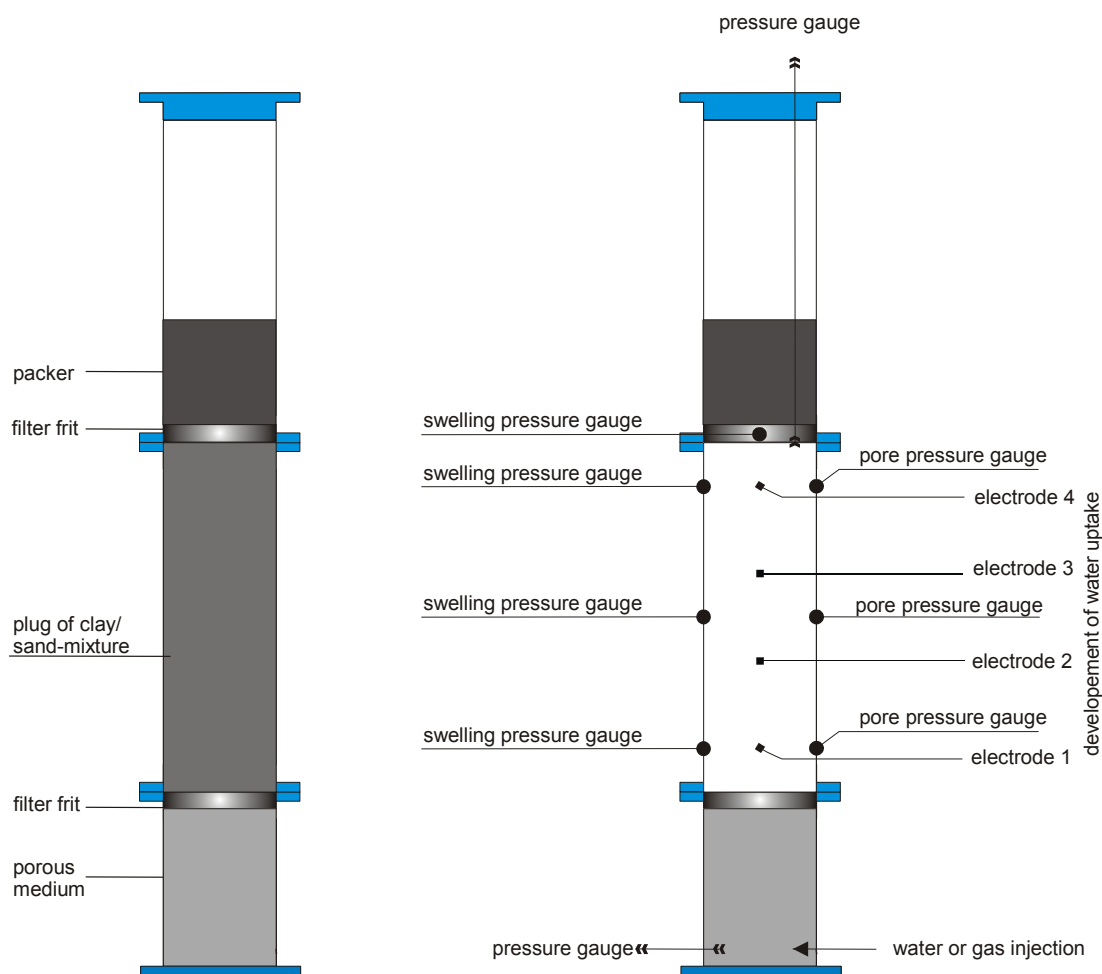 pressure gauge
packer
filter frit
plug of clay/
sand-mixture
filter frit
porous
medium
swelling pressure gauge
swelling pressure gauge
pore pressure gauge
electrode 4
electrode 3
swelling pressure gauge
pore pressure gauge
electrode 2
swelling pressure gauge
pore pressure gauge
electrode 1
developement of water uptake
pressure gauge
water or gas injection